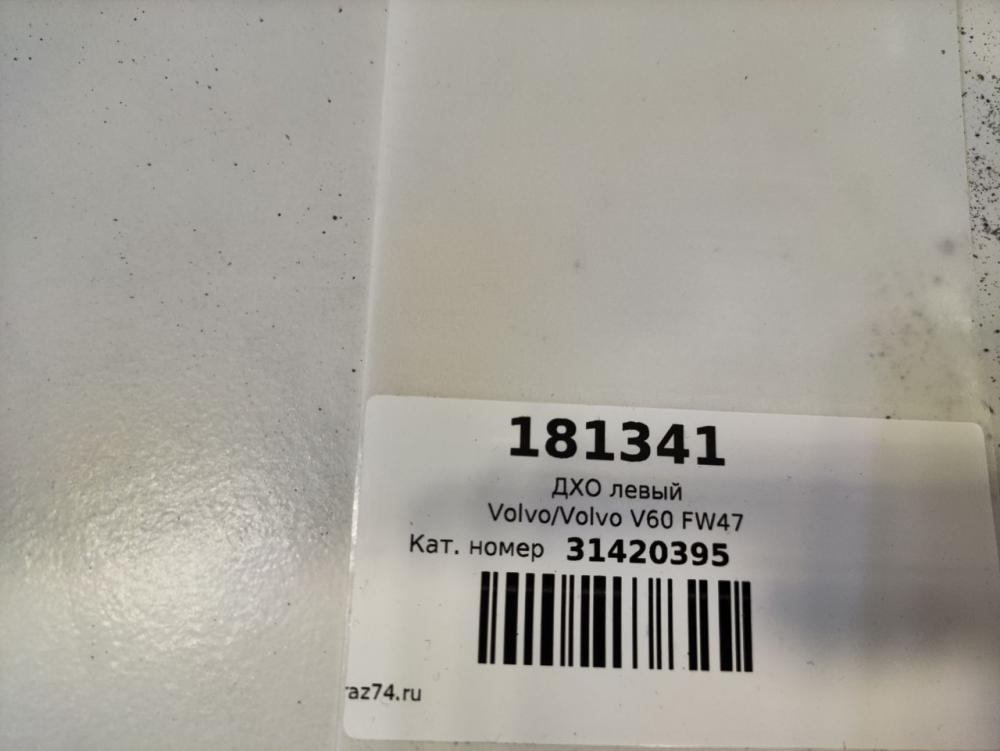 181341
ДХО левый
Volvo/Volvo V60 FW47
Кат. номер 31420395
raz74.ru